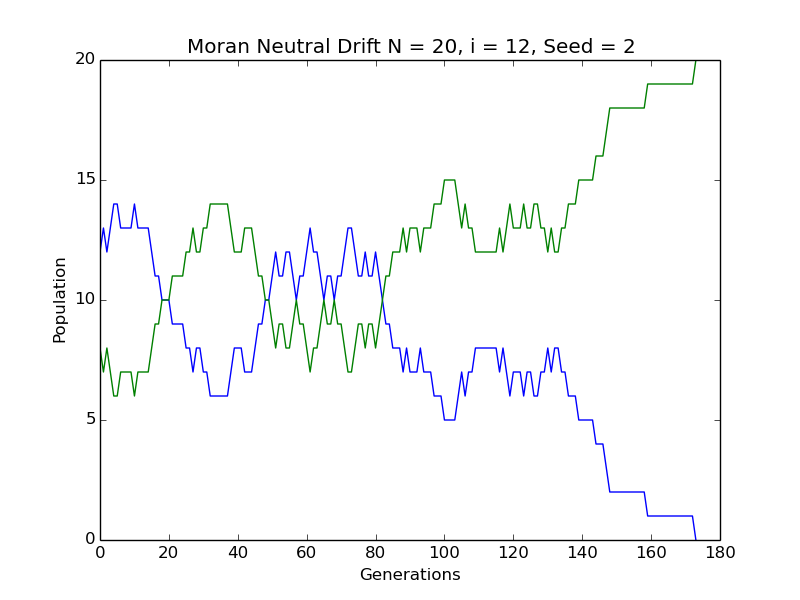 Moran Neutral Drift N = 20, i = 12, Seed = 2
20
15
10
5
0
Population
0 20 40 60 80 100 120 140 160 180
Generations